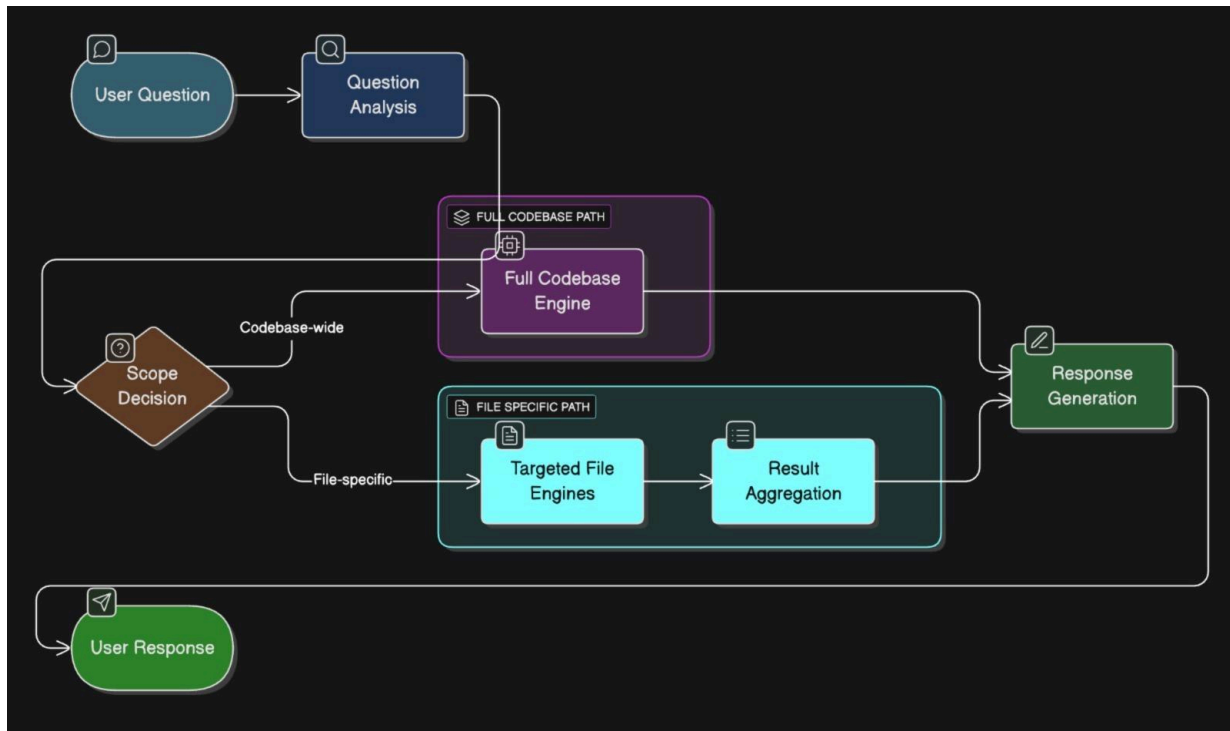 User Question
Question
Analysis
FULL CODEBASE PATH
Full Codebase
Engine
Codebase-wide
Scope
Decision
Response
Generation
FILE SPECIFIC PATH
Targeted File
Engines
Result
Aggregation
File-specific
User Response